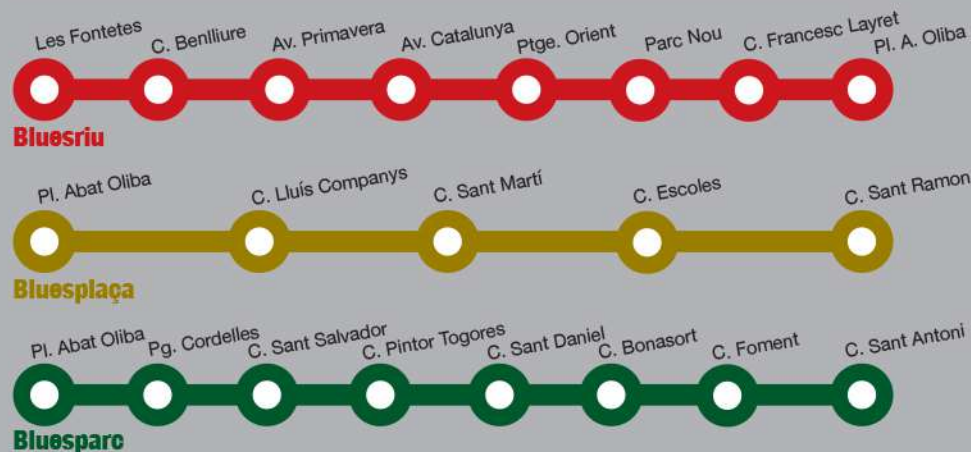 Les Fontetes
C. Benlliure
Av. Primavera
Av. Catalunya
Ptge. Orient
Parc Nou
C. Francesc Layret
Pl. A. Oliba
Bluesriu
Pl. Abat Oliba
C. Lluís Companys
C. Sant Martí
C. Escoles
C. Sant Ramon
Bluesplaça
Pl. Abat Oliba
Pg. Cordelles
C. Sant Salvador
C. Pintor Togores
C. Sant Daniel
C. Bonasort
C. Foment
C. Sant Antoni
Bluesparc